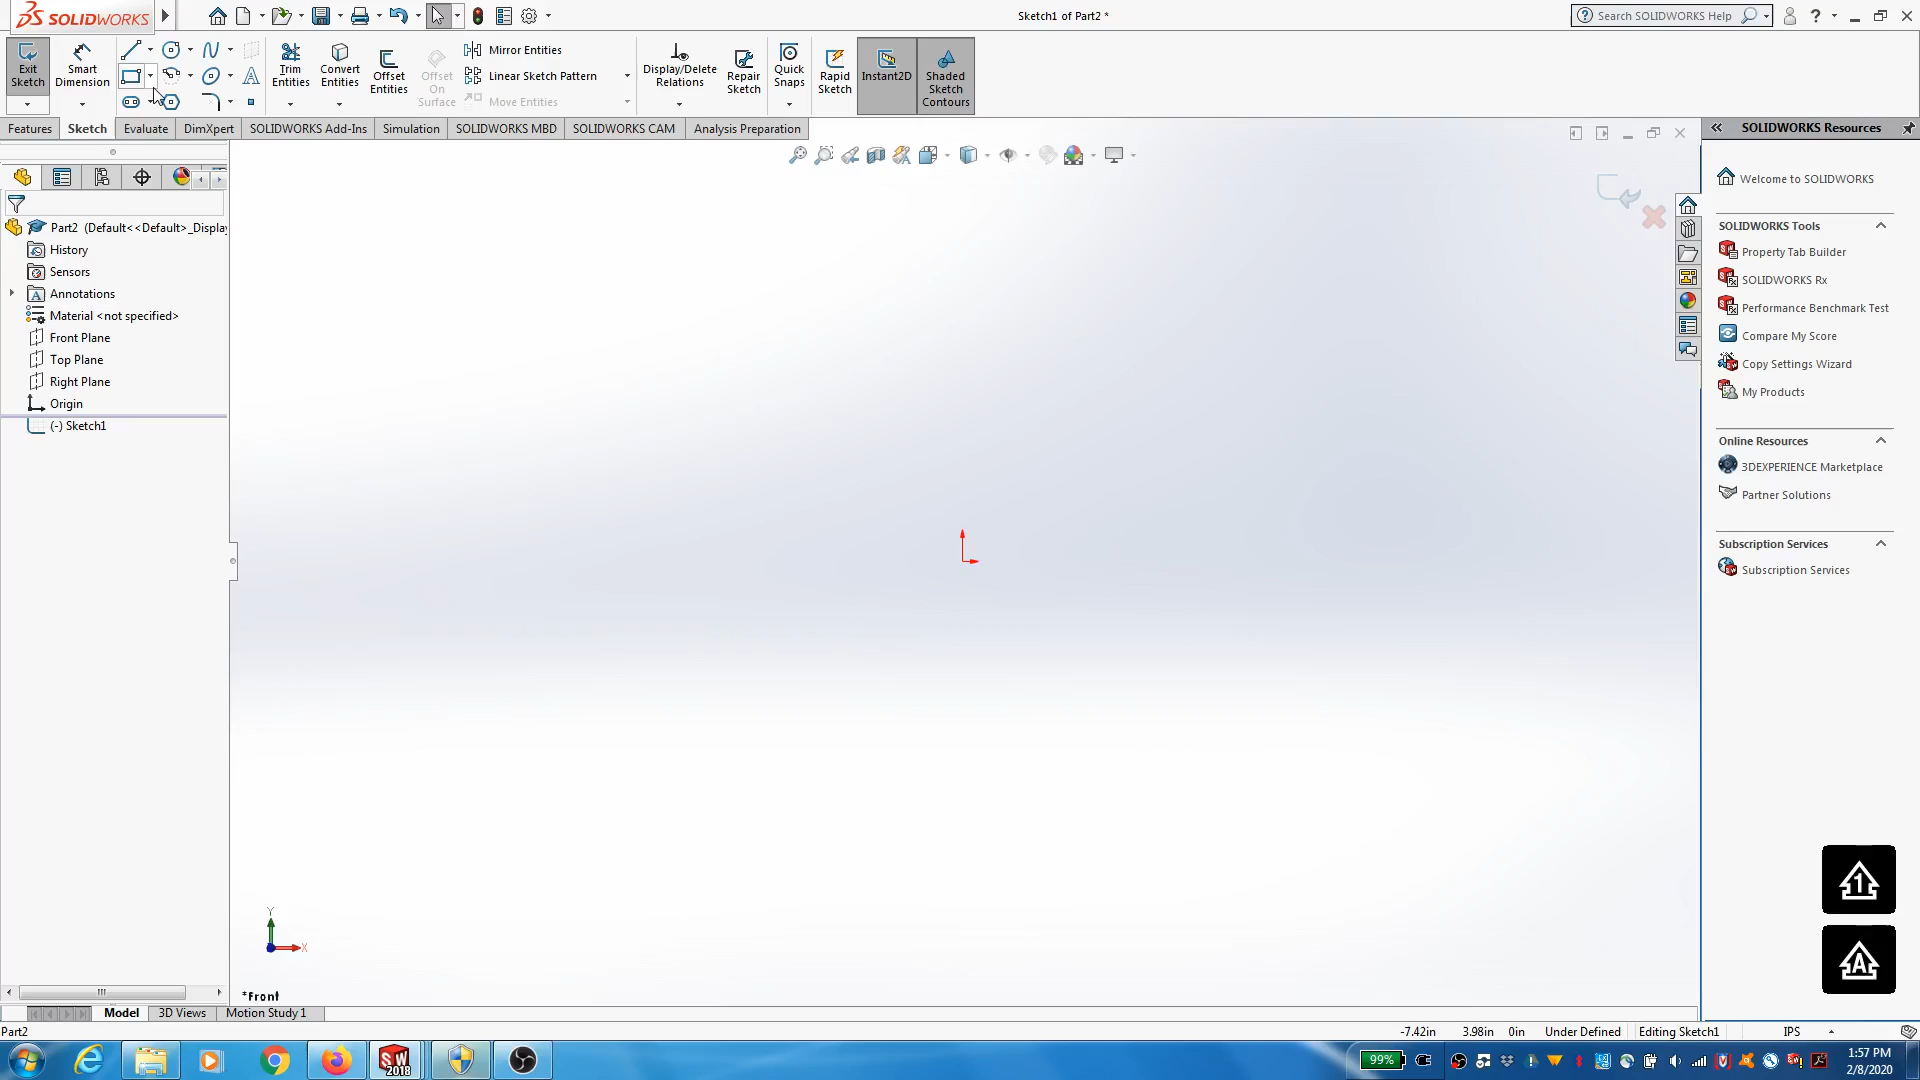 SOLIDWORKS
Sketch1 of Part2 *
Search SOLIDWORKS Help
Exit Sketch
Smart Dimension
Trim Entities
Convert Entities
Offset Entities
Offset On Surface
Mirror Entities
Linear Sketch Pattern
Move Entities
Display/Delete Relations
Repair Sketch
Quick Snaps
Rapid Sketch
Instant2D
Shaded Sketch Contours
Features Sketch Evaluate DimXpert SOLIDWORKS Add-Ins Simulation SOLIDWORKS MBD SOLIDWORKS CAM Analysis Preparation
Part2 (Default<<Default>_Displa
History
Sensors
Annotations
Material <not specified>
Front Plane
Top Plane
Right Plane
Origin
(-) Sketch1
Y
X
*Front
SOLIDWORKS Resources
Welcome to SOLIDWORKS
SOLIDWORKS Tools
Property Tab Builder
SOLIDWORKS Rx
Performance Benchmark Test
Compare My Score
Copy Settings Wizard
My Products
Online Resources
3DEXPERIENCE Marketplace
Partner Solutions
Subscription Services
Subscription Services
1
A
Model 3D Views Motion Study 1
Part2
-7.42in 3.98in 0in Under Defined Editing Sketch1 IPS
SW 2018
99%
1:57 PM
2/8/2020